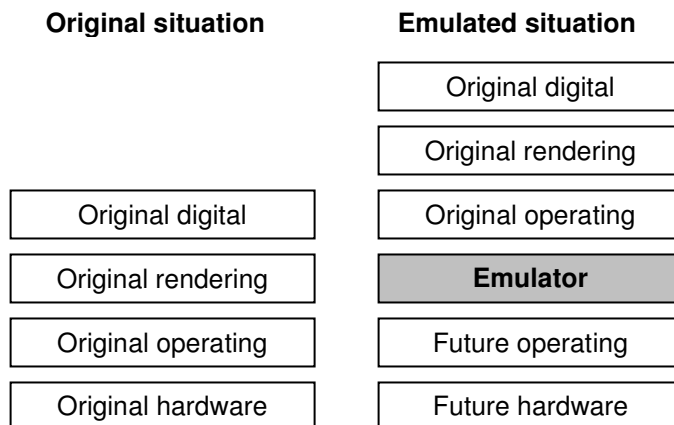 Original situation
Original digital
Original rendering
Original operating
Original hardware
Emulated situation
Original digital
Original rendering
Original operating
Emulator
Future operating
Future hardware